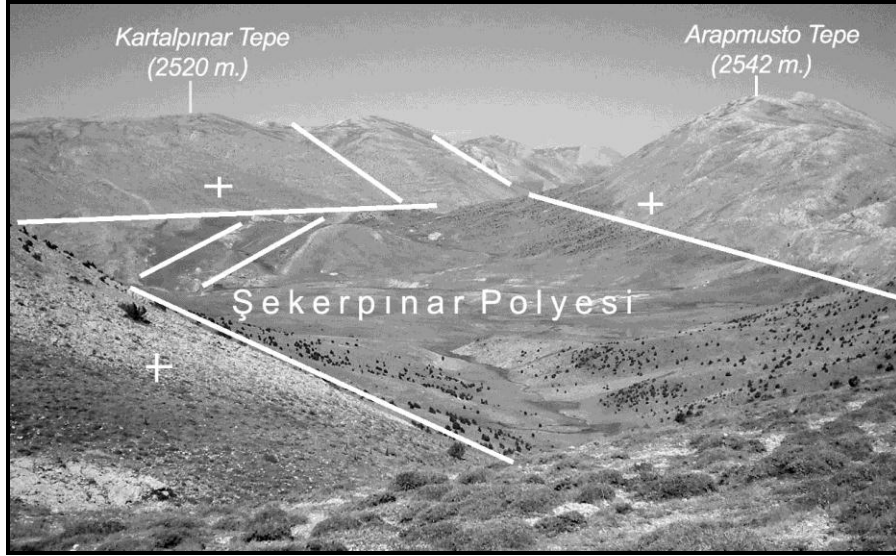 Kartalpınar Tepe
(2520 m.)
Arapmusto Tepe
(2542 m.)
Şekerpınar Polyesi